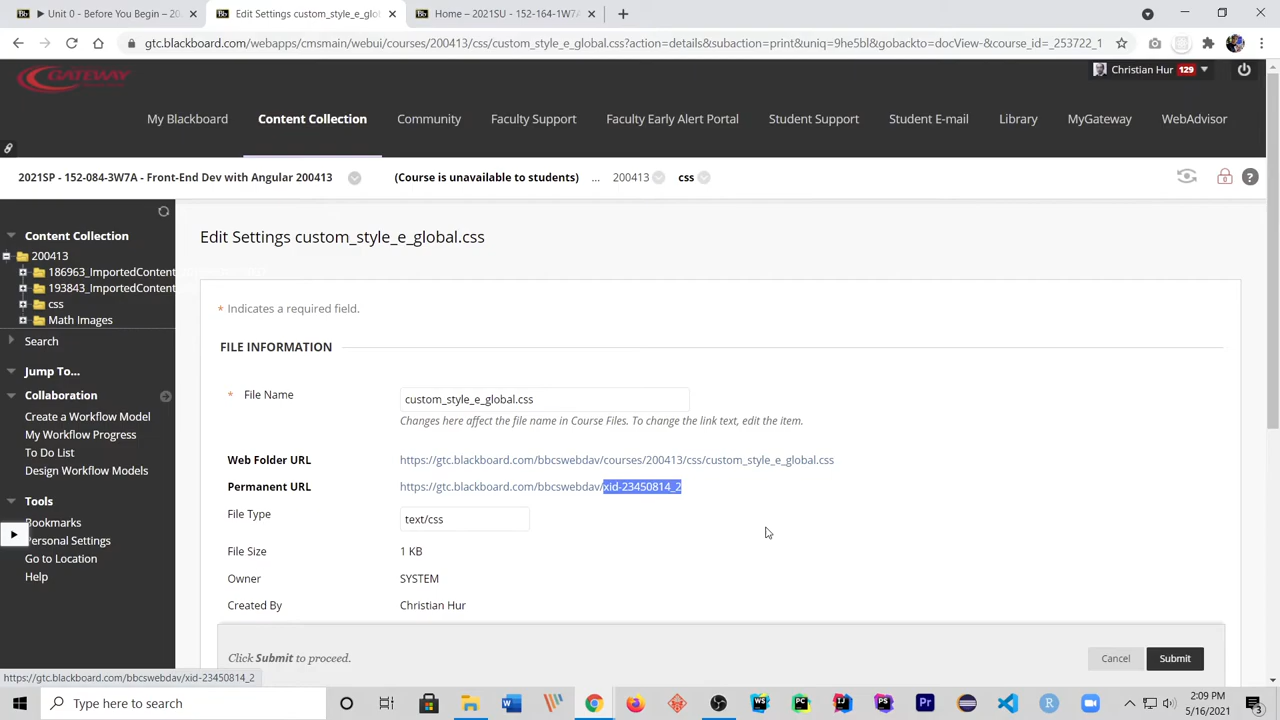 Unit 0 - Before You Begin – 20
Edit Settings custom_style_e_glo
Home – 2021SU - 152-164-1W7A
gtc.blackboard.com/webapps/cmsmain/webui/courses/200413/css/custom_style_e_global.css?action=details&subaction=print&uniq=9he5bl&gobackto=docView-&course_id=_253722_1
GATEWAY
Christian Hur 129
My Blackboard
Content Collection
Community
Faculty Support
Faculty Early Alert Portal
Student Support
Student E-mail
Library
MyGateway
WebAdvisor
2021SP - 152-084-3W7A - Front-End Dev with Angular 200413
(Course is unavailable to students)
...
200413
css
Content Collection
200413
186963_ImportedContent
193843_ImportedContent
css
Math Images
Search
Jump To...
Collaboration
Create a Workflow Model
My Workflow Progress
To Do List
Design Workflow Models
Tools
Bookmarks
ersonal Settings
Go to Location
Help
Edit Settings custom_style_e_global.css
* Indicates a required field.
FILE INFORMATION
* File Name
custom_style_e_global.css
Changes here affect the file name in Course Files. To change the link text, edit the item.
Web Folder URL
https://gtc.blackboard.com/bbcswebdav/courses/200413/css/custom_style_e_global.css
Permanent URL
https://gtc.blackboard.com/bbcswebdav/xid-23450814_2
File Type
text/css
File Size
1 KB
Owner
SYSTEM
Created By
Christian Hur
Click Submit to proceed.
Cancel
Submit
https://gtc.blackboard.com/bbcswebdav/xid-23450814_2
Type here to search
2:09 PM
5/16/2021
3